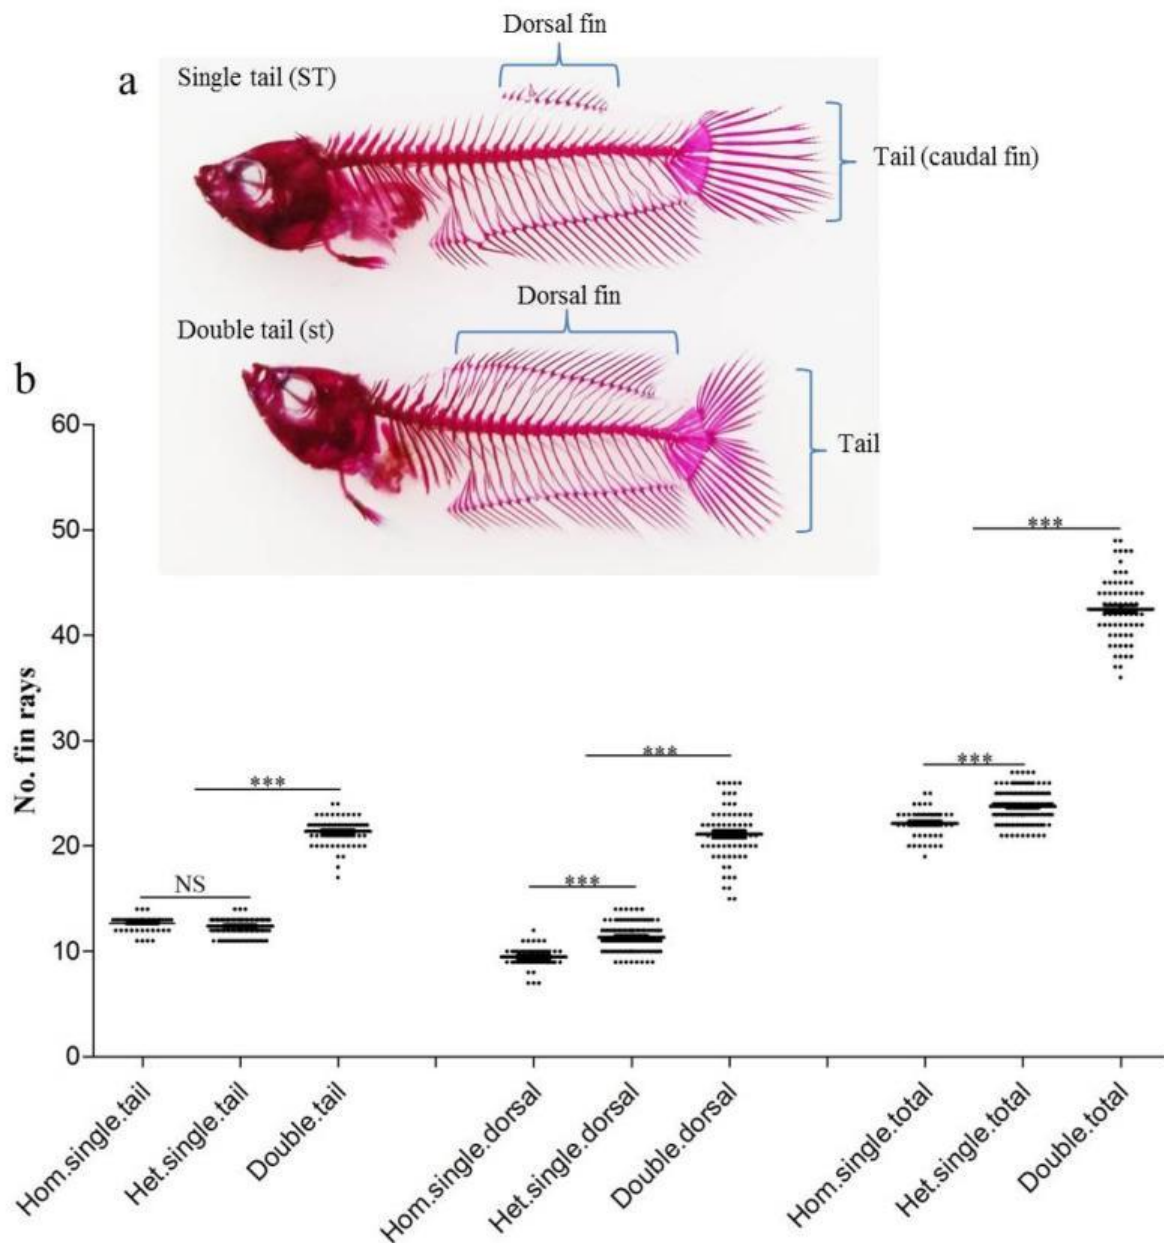 Dorsal fin
a
Single tail (ST)
Tail (caudal fin)
Dorsal fin
Double tail (st)
b
Tail
60
50
40
30
20
10
0
No. fin rays
***
***
***
***
***
NS
Hom.single.tail
Het.single.tail
Double.tail
Hom.single.dorsal
Het.single.dorsal
Double.dorsal
Hom.single.total
Het.single.total
Double.total